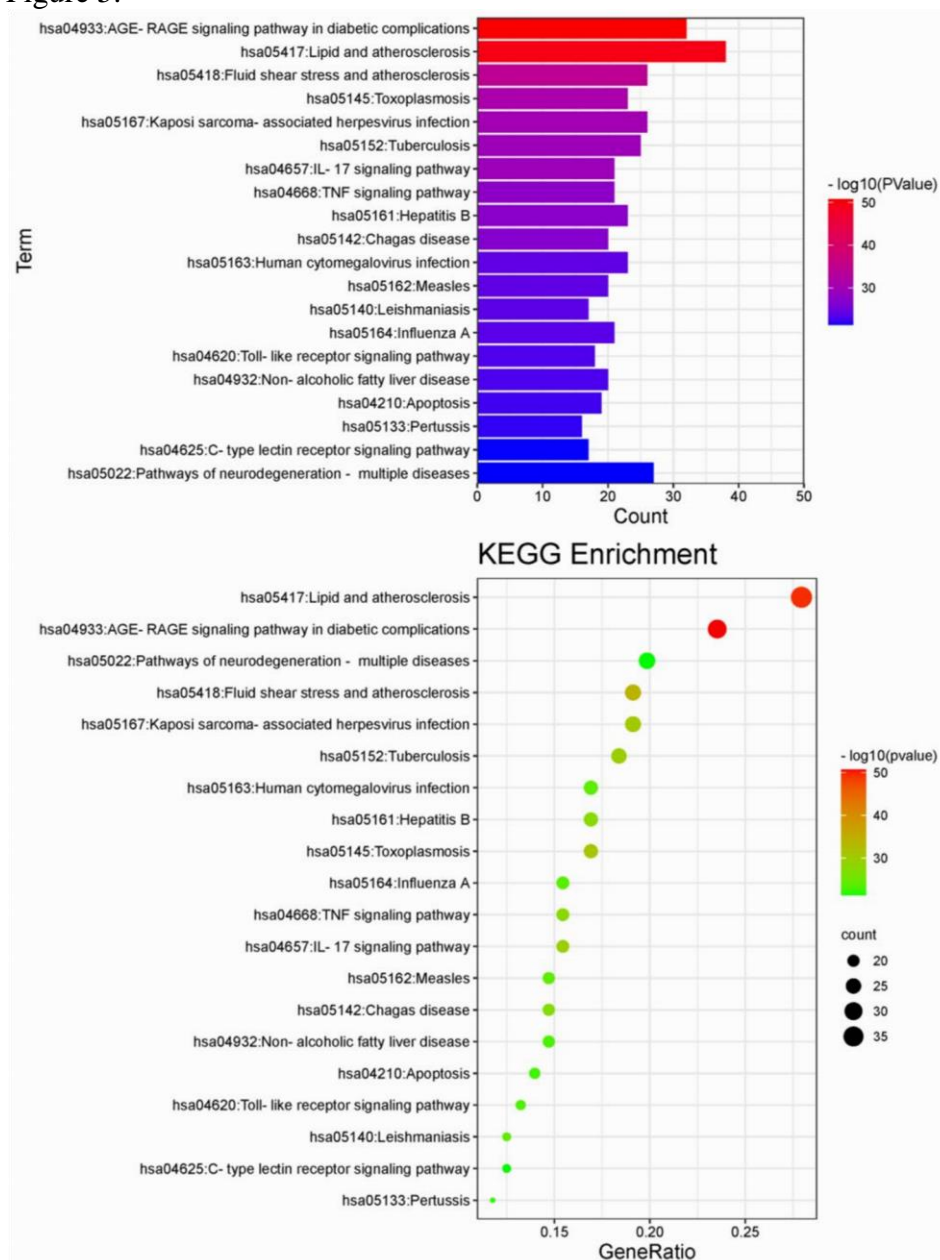 hsa04933:AGE- RAGE signaling pathway in diabetic complications
hsa05417:Lipid and atherosclerosis
hsa05418:Fluid shear stress and atherosclerosis
hsa05145:Toxoplasmosis
hsa05167:Kaposi sarcoma- associated herpesvirus infection
hsa05152:Tuberculosis
hsa04657:IL- 17 signaling pathway
hsa04668:TNF signaling pathway
hsa05161:Hepatitis B
hsa05142:Chagas disease
hsa05163:Human cytomegalovirus infection
hsa05162:Measles
hsa05140:Leishmaniasis
hsa05164:Influenza A
hsa04620:Toll- like receptor signaling pathway
hsa04932:Non- alcoholic fatty liver disease
hsa04210:Apoptosis
hsa05133:Pertussis
hsa04625:C- type lectin receptor signaling pathway
hsa05022:Pathways of neurodegeneration - multiple diseases
Term
0 10 20 30 40 50
Count
- log10(PValue)
50
40
30
KEGG Enrichment
hsa05417:Lipid and atherosclerosis
hsa04933:AGE- RAGE signaling pathway in diabetic complications
hsa05022:Pathways of neurodegeneration - multiple diseases
hsa05418:Fluid shear stress and atherosclerosis
hsa05167:Kaposi sarcoma- associated herpesvirus infection
hsa05152:Tuberculosis
hsa05163:Human cytomegalovirus infection
hsa05161:Hepatitis B
hsa05145:Toxoplasmosis
hsa05164:Influenza A
hsa04668:TNF signaling pathway
hsa04657:IL- 17 signaling pathway
hsa05162:Measles
hsa05142:Chagas disease
hsa04932:Non- alcoholic fatty liver disease
hsa04210:Apoptosis
hsa04620:Toll- like receptor signaling pathway
hsa05140:Leishmaniasis
hsa04625:C- type lectin receptor signaling pathway
hsa05133:Pertussis
0.15 0.20 0.25
GeneRatio
- log10(pvalue)
50
40
30
count
20
25
30
35